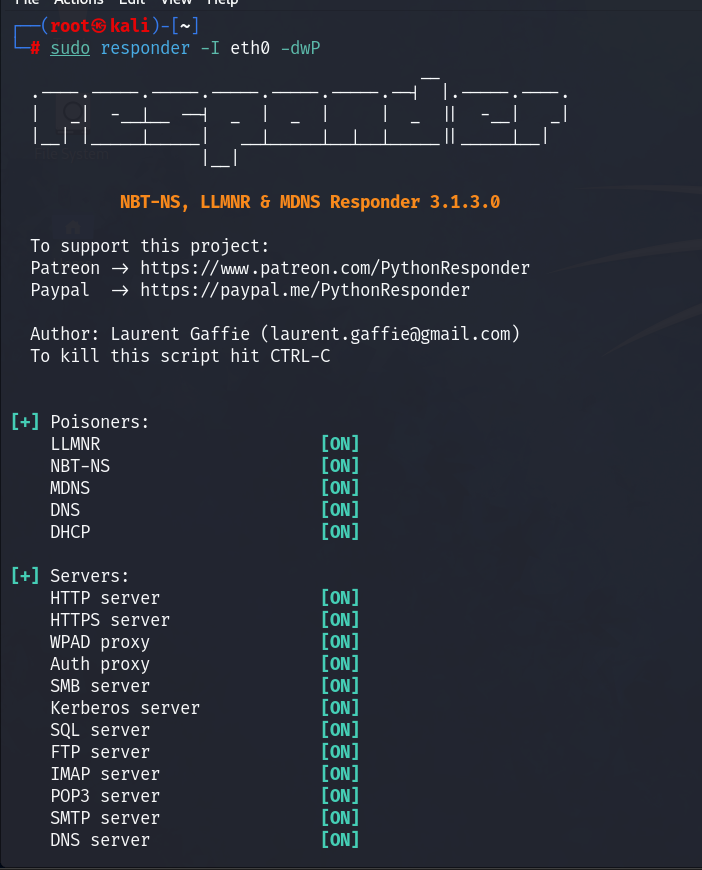 File Actions Edit View Help
┌──(root㉿kali)-[~]
└─# sudo responder -I eth0 -dwP
NBT-NS, LLMNR & MDNS Responder 3.1.3.0
To support this project:
Patreon -> https://www.patreon.com/PythonResponder
Paypal -> https://paypal.me/PythonResponder
Author: Laurent Gaffie (laurent.gaffie@gmail.com)
To kill this script hit CTRL-C
[+] Poisoners:
LLMNR [ON]
NBT-NS [ON]
MDNS [ON]
DNS [ON]
DHCP [ON]
[+] Servers:
HTTP server [ON]
HTTPS server [ON]
WPAD proxy [ON]
Auth proxy [ON]
SMB server [ON]
Kerberos server [ON]
SQL server [ON]
FTP server [ON]
IMAP server [ON]
POP3 server [ON]
SMTP server [ON]
DNS server [ON]